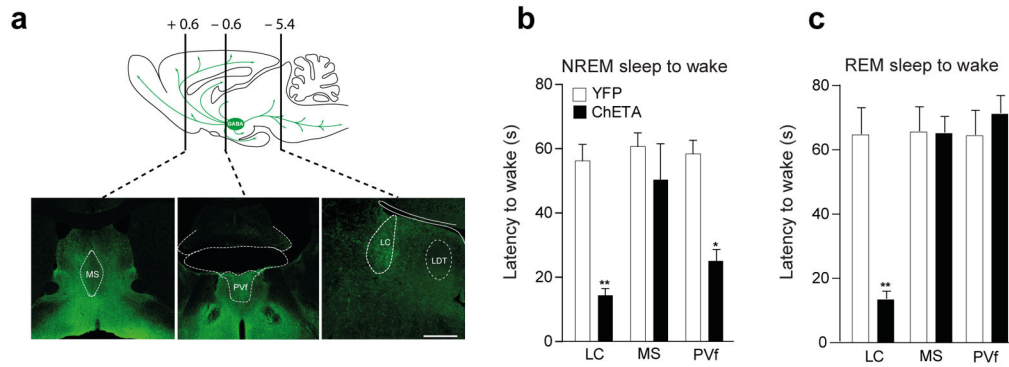 a
+ 0.6
– 0.6
– 5.4
GABA
MS
PVf
LC
LDT
b
NREM sleep to wake
YFP
ChETA
Latency to wake (s)
80
60
40
20
0
**
*
LC
MS
PVf
c
REM sleep to wake
Latency to wake (s)
80
60
40
20
0
**
LC
MS
PVf